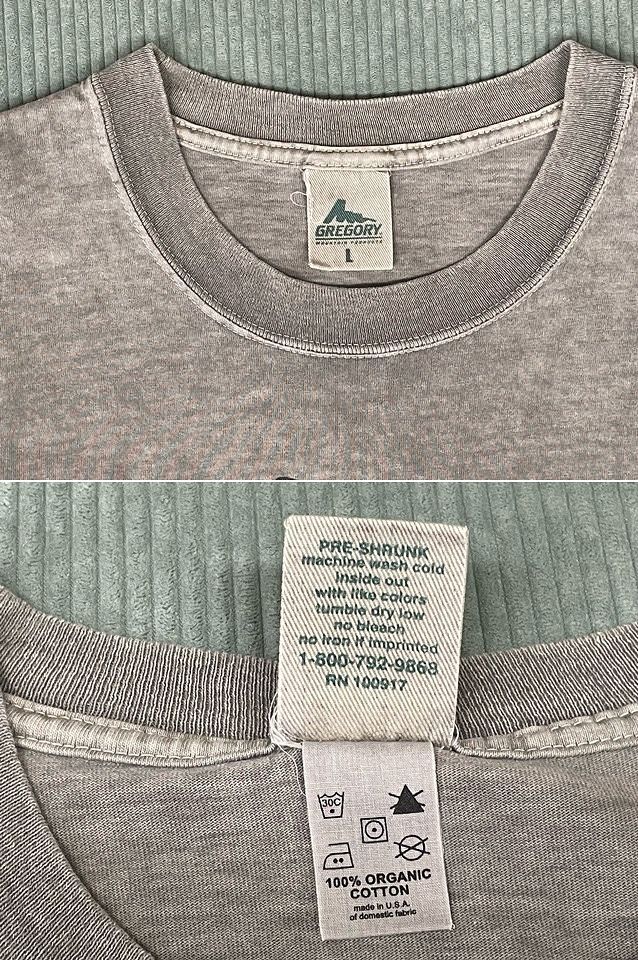 GREGORY
MOUNTAIN PRODUCTS
L
PRE-SHRUNK
machine wash cold
inside out
with like colors
tumble dry low
no bleach
no iron if imprinted
1-800-792-9868
RN 100917
30C
100% ORGANIC
COTTON
made in U.S.A.
of domestic fabric